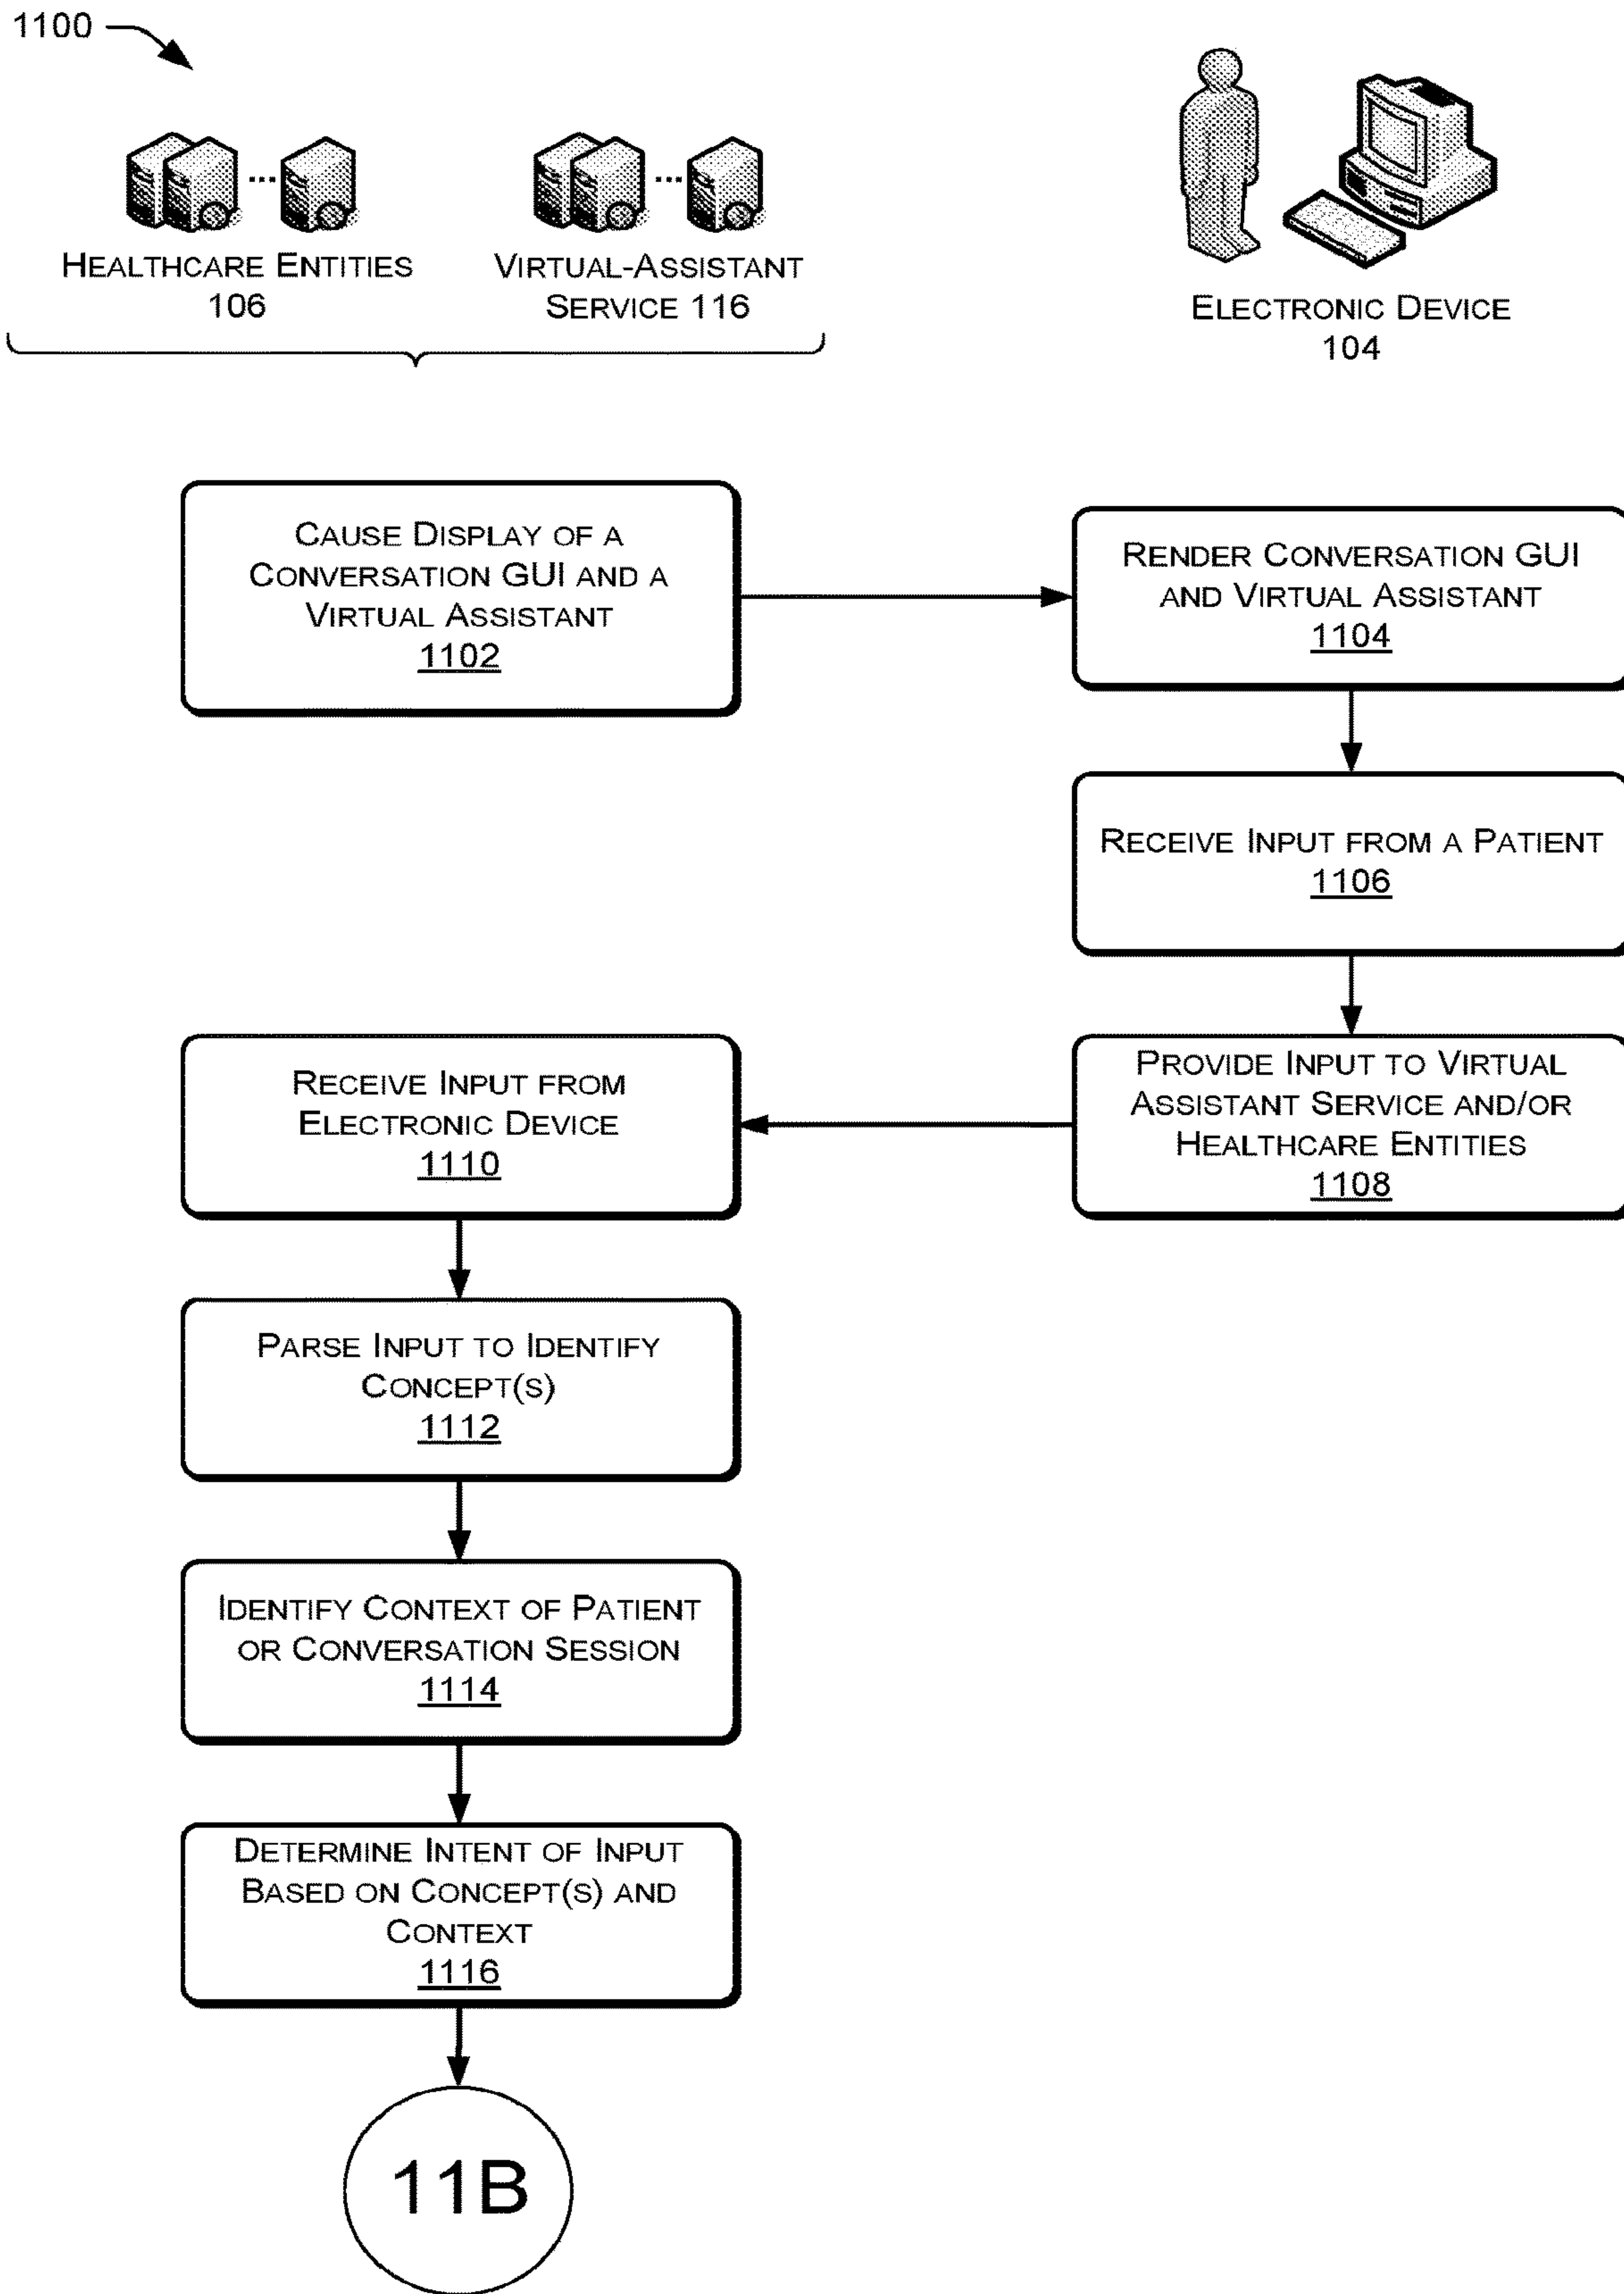 1100
HEALTHCARE ENTITIES
106
VIRTUAL-ASSISTANT
SERVICE 116
ELECTRONIC DEVICE
104
CAUSE DISPLAY OF A
CONVERSATION GUI AND A
VIRTUAL ASSISTANT
1102
RENDER CONVERSATION GUI
AND VIRTUAL ASSISTANT
1104
RECEIVE INPUT FROM A PATIENT
1106
PROVIDE INPUT TO VIRTUAL
ASSISTANT SERVICE AND/OR
HEALTHCARE ENTITIES
1108
RECEIVE INPUT FROM
ELECTRONIC DEVICE
1110
PARSE INPUT TO IDENTIFY
CONCEPT(S)
1112
IDENTIFY CONTEXT OF PATIENT
OR CONVERSATION SESSION
1114
DETERMINE INTENT OF INPUT
BASED ON CONCEPT(S) AND
CONTEXT
1116
11B